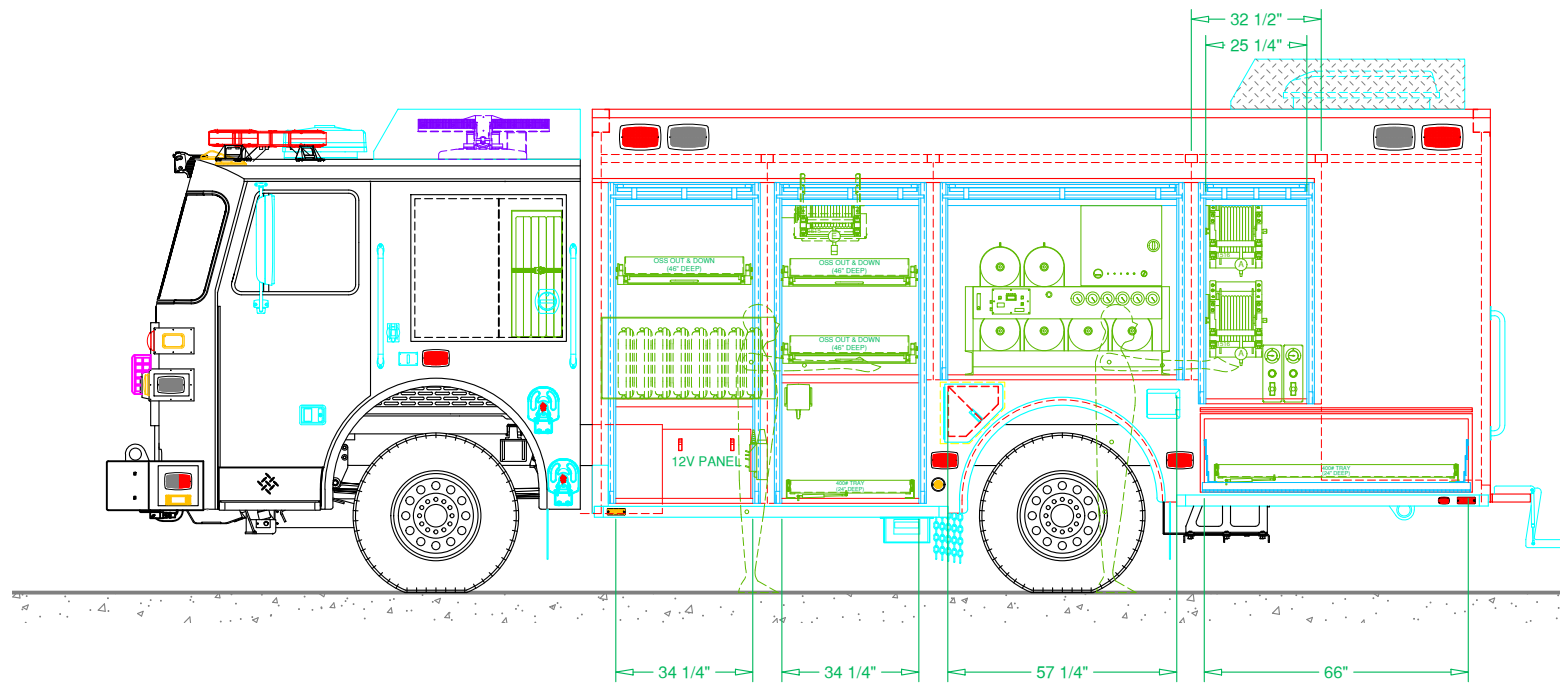 32 1/2"
25 1/4"
OSS OUT & DOWN
(46" DEEP)
OSS OUT & DOWN
(46" DEEP)
OSS OUT & DOWN
(46" DEEP)
A
A
12V PANEL
400# TRAY
(24" DEEP)
400# TRAY
(24" DEEP)
34 1/4"
34 1/4"
57 1/4"
66"